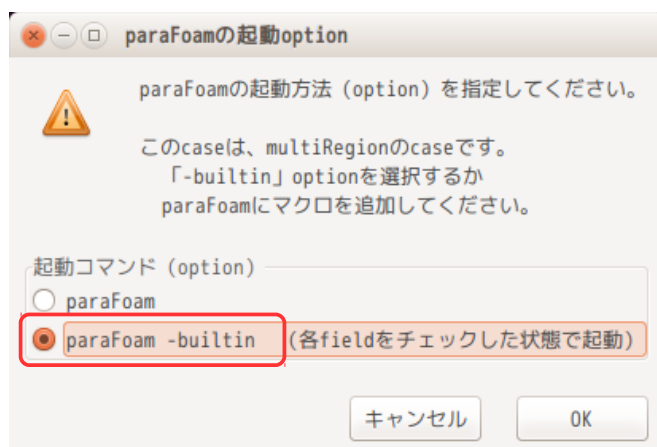 paraFoamの起動option
paraFoamの起動方法（option）を指定してください。
このcaseは、multiRegionのcaseです。
「-builtin」optionを選択するか
paraFoamにマクロを追加してください。
起動コマンド（option）
paraFoam
paraFoam -builtin （各fieldをチェックした状態で起動）
キャンセル OK